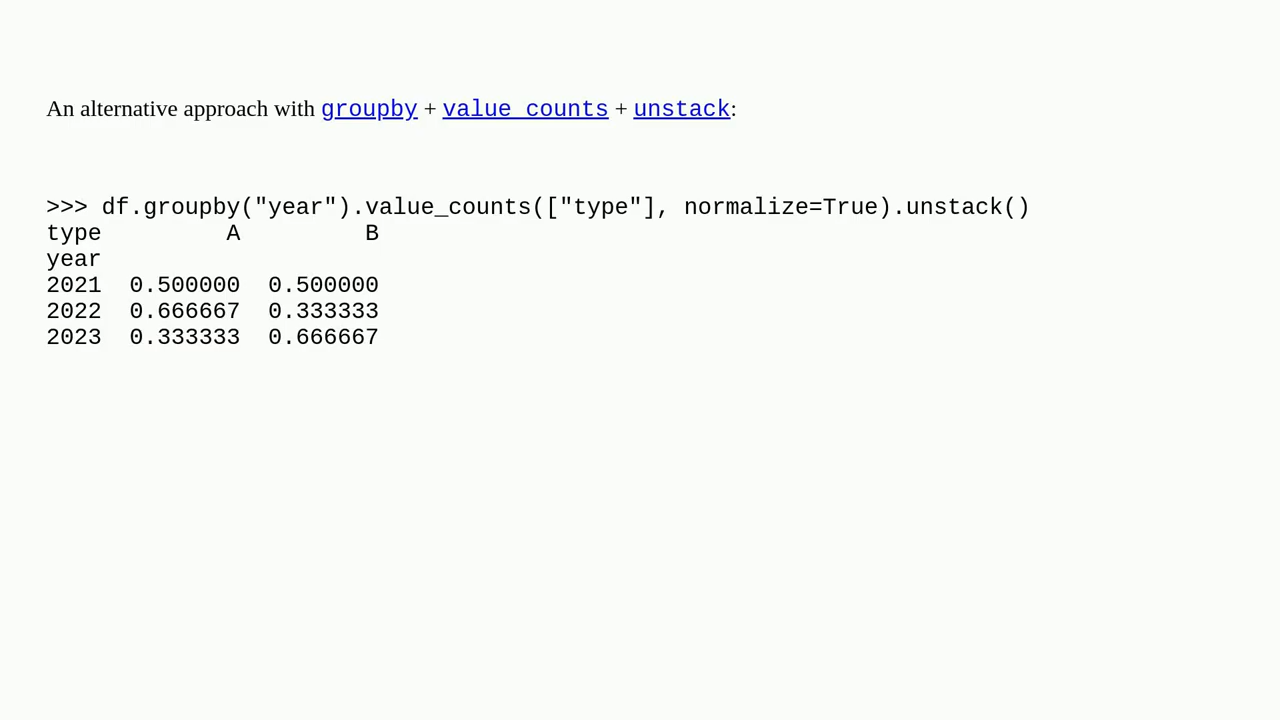 An alternative approach with groupby + value_counts + unstack:
>>> df.groupby("year").value_counts(["type"], normalize=True).unstack()
type         A         B
year
2021  0.500000  0.500000
2022  0.666667  0.333333
2023  0.333333  0.666667